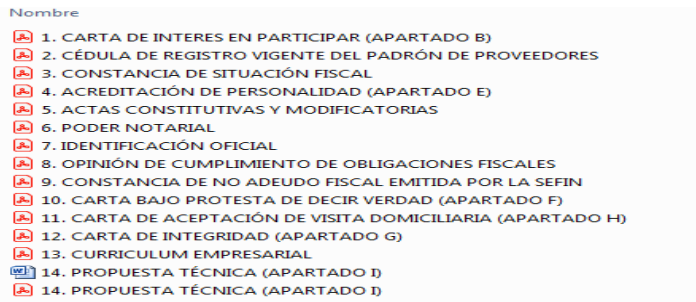 Nombre
1. CARTA DE INTERES EN PARTICIPAR (APARTADO B)
2. CÉDULA DE REGISTRO VIGENTE DEL PADRÓN DE PROVEEDORES
3. CONSTANCIA DE SITUACIÓN FISCAL
4. ACREDITACIÓN DE PERSONALIDAD (APARTADO E)
5. ACTAS CONSTITUTIVAS Y MODIFICATORIAS
6. PODER NOTARIAL
7. IDENTIFICACIÓN OFICIAL
8. OPINIÓN DE CUMPLIMIENTO DE OBLIGACIONES FISCALES
9. CONSTANCIA DE NO ADEUDO FISCAL EMITIDA POR LA SEFIN
10. CARTA BAJO PROTESTA DE DECIR VERDAD (APARTADO F)
11. CARTA DE ACEPTACIÓN DE VISITA DOMICILIARIA (APARTADO H)
12. CARTA DE INTEGRIDAD (APARTADO G)
13. CURRICULUM EMPRESARIAL
14. PROPUESTA TÉCNICA (APARTADO I)
14. PROPUESTA TÉCNICA (APARTADO I)